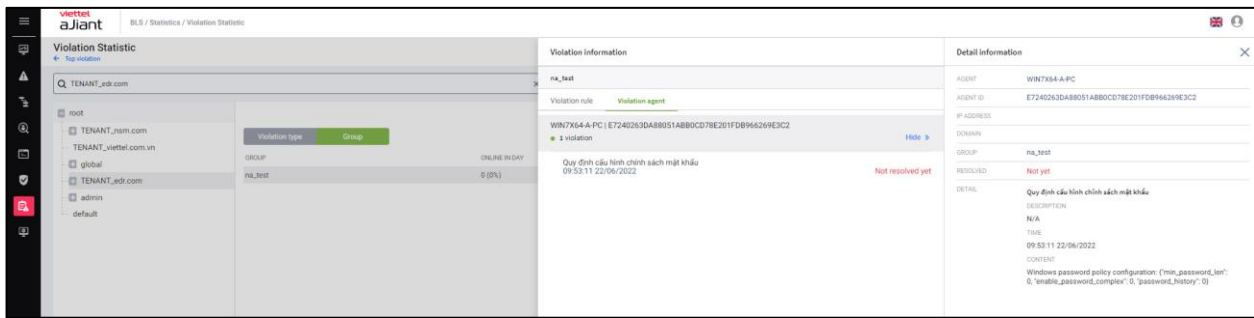 viettel
aJiant
BLS / Statistics / Violation Statistic
Violation Statistic
← Top violation
TENANT_edr.com
root
TENANT_nsm.com
TENANT_viettel.com.vn
global
TENANT_edr.com
admin
default
Violation type
Group
GROUP
ONLINE IN DAY
na_test
0 (0%)
Violation information
na_test
Violation rule
Violation agent
WIN7X64-A-PC | E7240263DA88051ABB0CD78E201FDB966269E3C2
1 violation
Hide
Quy định cấu hình chính sách mật khẩu
09:53:11 22/06/2022
Not resolved yet
Detail information
AGENT
WIN7X64-A-PC
AGENT ID
E7240263DA88051ABB0CD78E201FDB966269E3C2
IP ADDRESS
DOMAIN
GROUP
na_test
RESOLVED
Not yet
DETAIL
Quy định cấu hình chính sách mật khẩu
DESCRIPTION
N/A
TIME
09:53:11 22/06/2022
CONTENT
Windows password policy configuration: {"min_password_len":
0, "enable_password_complex": 0, "password_history": 0}